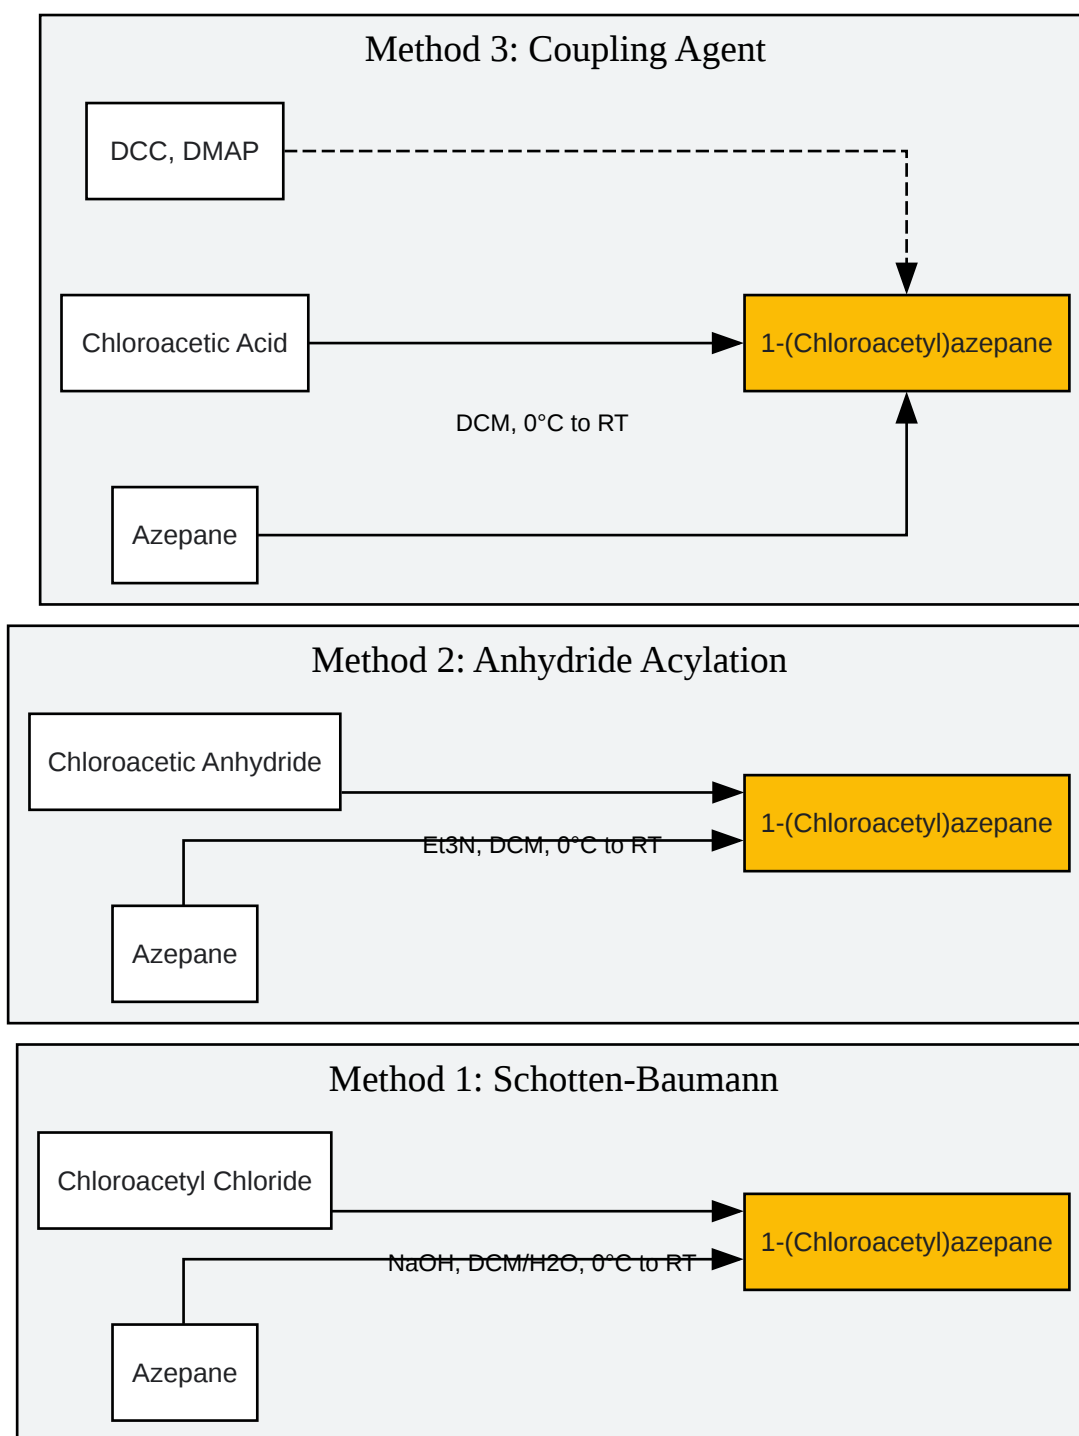 Method 3: Coupling Agent
DCC, DMAP
Chloroacetic Acid
1-(Chloroacetyl)azepane
DCM, 0°C to RT
Azepane
Method 2: Anhydride Acylation
Chloroacetic Anhydride
1-(Chloroacetyl)azepane
Et3N, DCM, 0°C to RT
Azepane
Method 1: Schotten-Baumann
Chloroacetyl Chloride
1-(Chloroacetyl)azepane
NaOH, DCM/H2O, 0°C to RT
Azepane